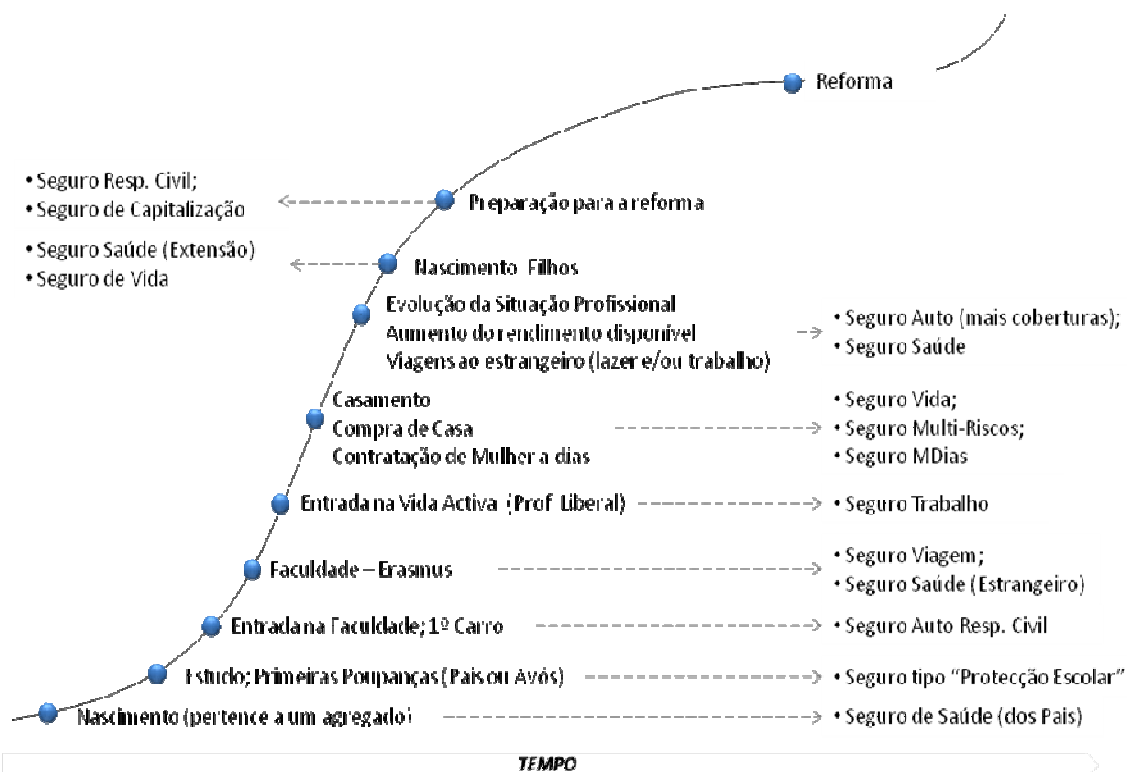 Reforma
• Seguro Resp. Civil;
• Seguro de Capitalização
Preparação para a reforma
• Seguro Saúde (Extensão)
• Seguro de Vida
Nascimento Filhos
Evolução da Situação Profissional
Aumento do rendimento disponível
Viagens ao estrangeiro (lazer e/ou trabalho)
• Seguro Auto (mais coberturas);
• Seguro Saúde
Casamento
Compra de Casa
Contratação de Mulher a dias
• Seguro Vida;
• Seguro Multi-Riscos;
• Seguro MDias
Entrada na Vida Activa (Prof Liberal)
• Seguro Trabalho
Faculdade – Erasmus
• Seguro Viagem;
• Seguro Saúde (Estrangeiro)
Entrada na Faculdade; 1º Carro
• Seguro Auto Resp. Civil
Estudo; Primeiras Poupanças (Pais ou Avós)
• Seguro tipo “Protecção Escolar”
Nascimento (pertence a um agregado)
• Seguro de Saúde (dos Pais)
TEMPO